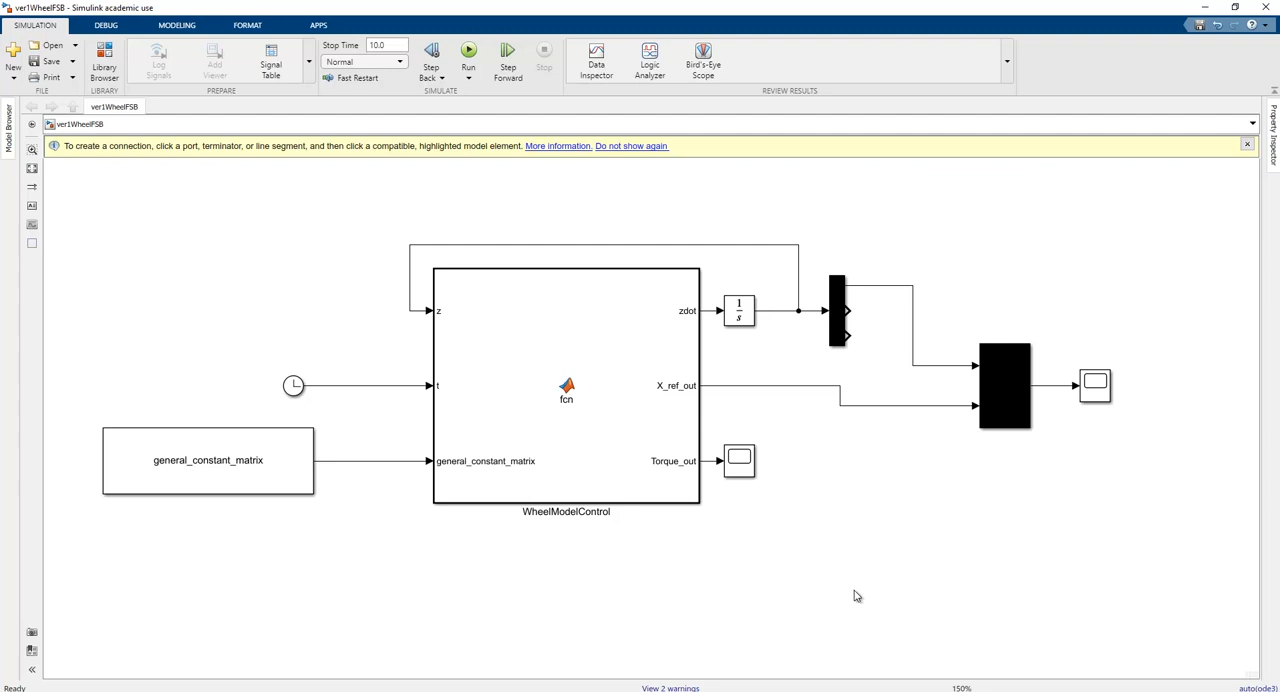 ver1WheelFSB - Simulink academic use
SIMULATION DEBUG MODELING FORMAT APPS
New
Open
Save
Print
FILE
Library Browser
LIBRARY
Log Signals
Add Viewer
Signal Table
PREPARE
Stop Time 10.0
Normal
Fast Restart
Step Back
Run
Step Forward
Stop
SIMULATE
Data Inspector
Logic Analyzer
Bird's-Eye Scope
REVIEW RESULTS
ver1WheelFSB
ver1WheelFSB
Model Browser
Property Inspector
To create a connection, click a port, terminator, or line segment, and then click a compatible, highlighted model element. More information. Do not show again
z
zdot
1
s
t
fcn
X_ref_out
general_constant_matrix
general_constant_matrix
Torque_out
WheelModelControl
Ready
View 2 warnings
150%
auto(ode3)